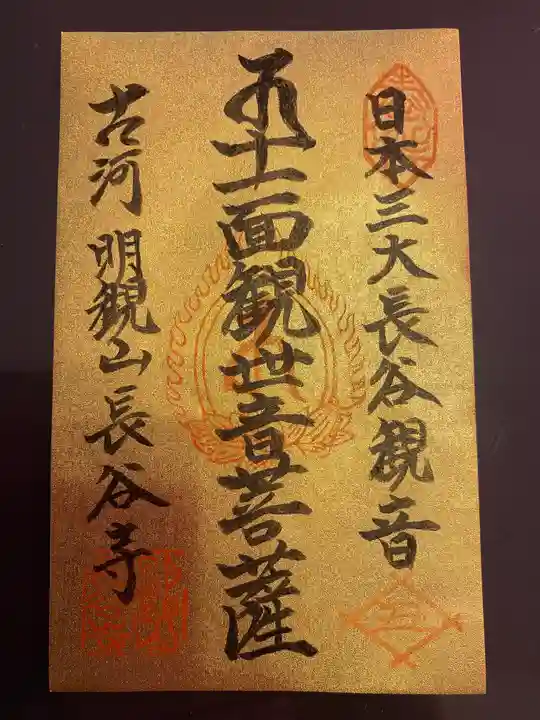 日本三大長谷観音
十一面観世音菩薩
古河 明観山長谷寺